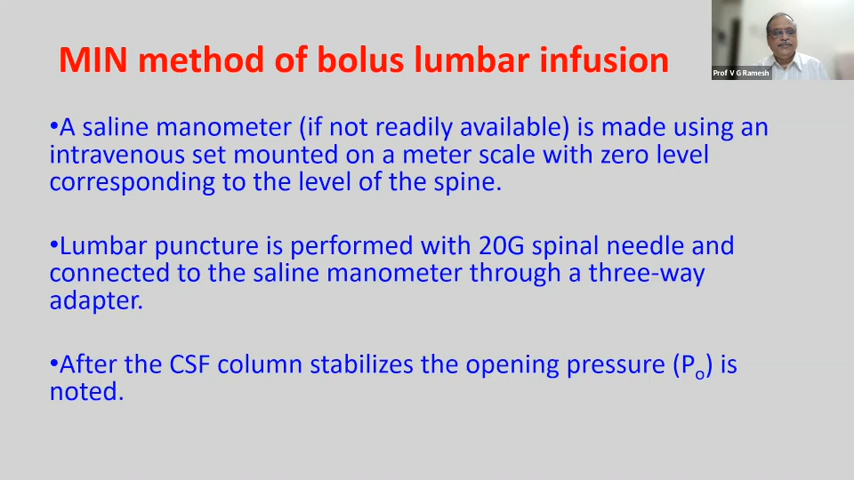 MIN method of bolus lumbar infusion
Prof V G Ramesh
•A saline manometer (if not readily available) is made using an
intravenous set mounted on a meter scale with zero level
corresponding to the level of the spine.
•Lumbar puncture is performed with 20G spinal needle and
connected to the saline manometer through a three-way
adapter.
•After the CSF column stabilizes the opening pressure (Po) is
noted.